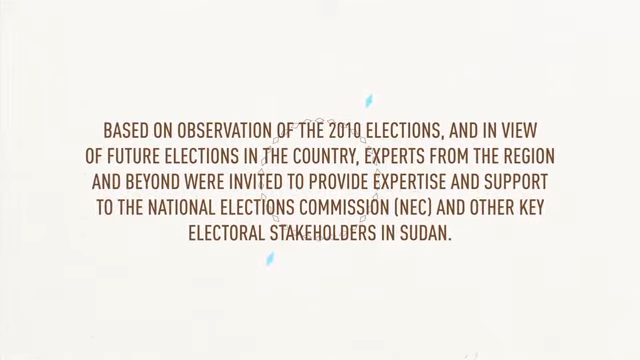 BASED ON OBSERVATION OF THE 2010 ELECTIONS, AND IN VIEW
OF FUTURE ELECTIONS IN THE COUNTRY, EXPERTS FROM THE REGION
AND BEYOND WERE INVITED TO PROVIDE EXPERTISE AND SUPPORT
TO THE NATIONAL ELECTIONS COMMISSION (NEC) AND OTHER KEY
ELECTORAL STAKEHOLDERS IN SUDAN.